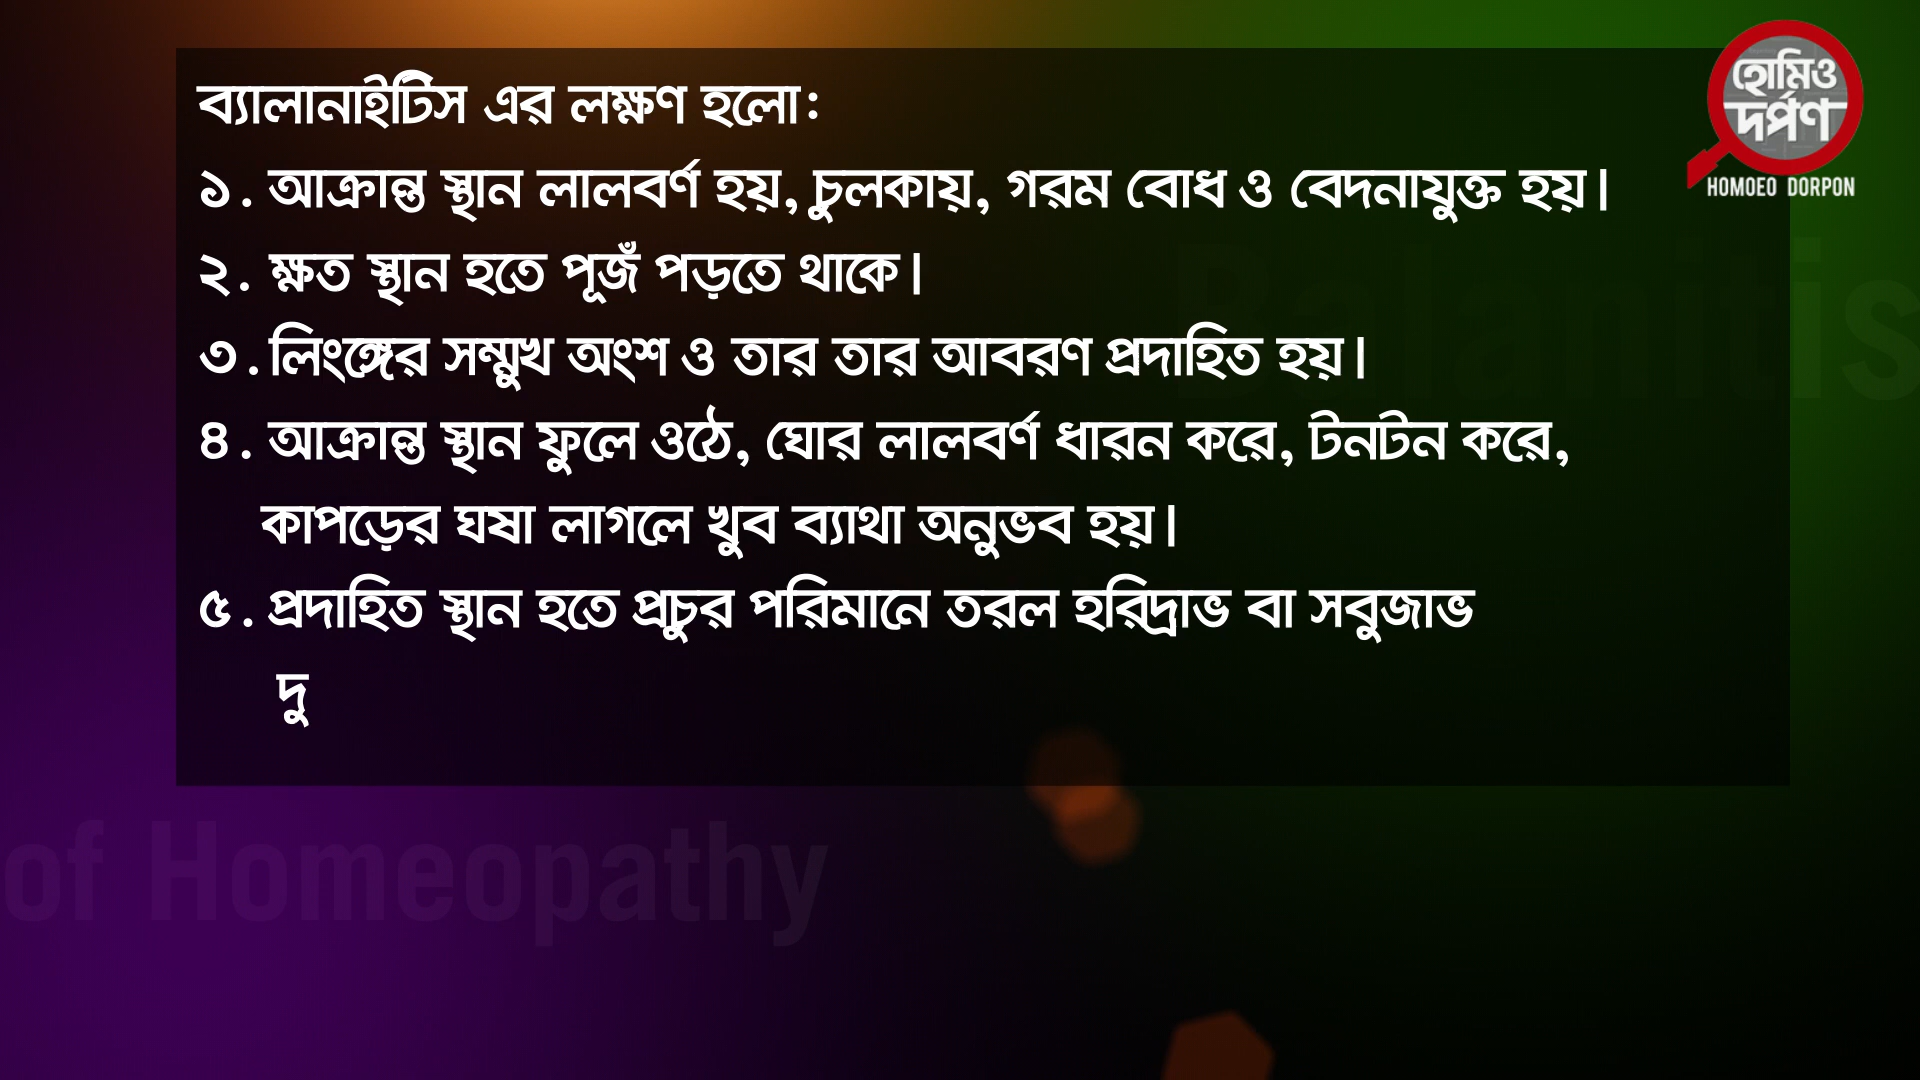 ব্যালানাইটিস এর লক্ষণ হলো:
১. আক্রান্ত স্থান লালবর্ণ হয়, চুলকায়, গরম বোধ ও বেদনাযুক্ত হয়।
২. ক্ষত স্থান হতে পূজঁ পড়তে থাকে।
৩. লিংঙ্গের সম্মুখ অংশ ও তার তার আবরণ প্রদাহিত হয়।
৪. আক্রান্ত স্থান ফুলে ওঠে, ঘোর লালবর্ণ ধারন করে, টনটন করে,
কাপড়ের ঘষা লাগলে খুব ব্যাথা অনুভব হয়।
৫. প্রদাহিত স্থান হতে প্রচুর পরিমানে তরল হরিদ্রাভ বা সবুজাভ
দু
হোমিও
দর্পণ
HOMOEO DORPON
Balanitis
of Homeopathy